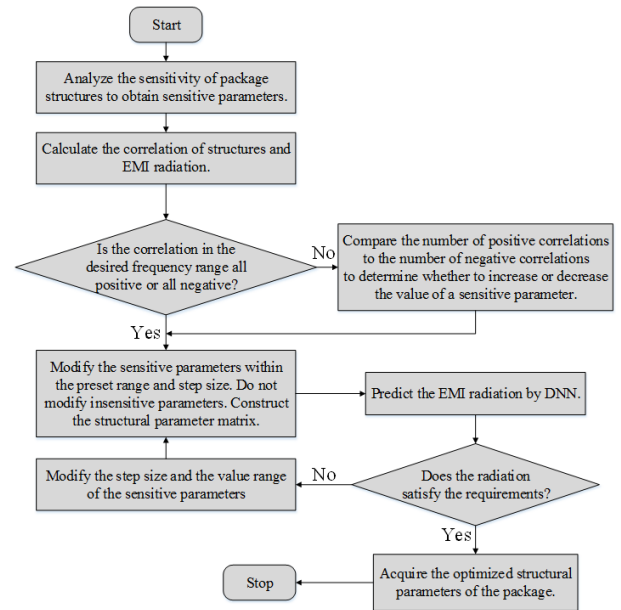 Start
Analyze the sensitivity of package
structures to obtain sensitive parameters.
Calculate the correlation of structures and
EMI radiation.
Is the correlation in the
desired frequency range all
positive or all negative?
No
Compare the number of positive correlations
to the number of negative correlations
to determine whether to increase or decrease
the value of a sensitive parameter.
Yes
Modify the sensitive parameters within
the preset range and step size. Do not
modify insensitive parameters. Construct
the structural parameter matrix.
Predict the EMI radiation by DNN.
Does the radiation
satisfy the requirements?
No
Modify the step size and the value range
of the sensitive parameters
Yes
Acquire the optimized structural
parameters of the package.
Stop